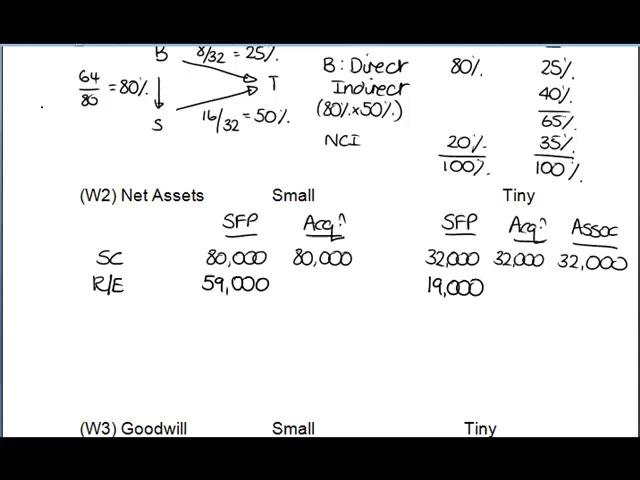 B 8/32 = 25%
64/80 = 80%
T
S
16/32 = 50%
B: Direct 80% 25%
Indirect 40%
(80% x 50%) 65%
NCI 20% 35%
100% 100%
(W2) Net Assets Small Tiny
SFP Acqn SFP Acqn Assoc
SC 80,000 80,000 32,000 32,000 32,000
R/E 59,000 19,000
(W3) Goodwill Small Tiny